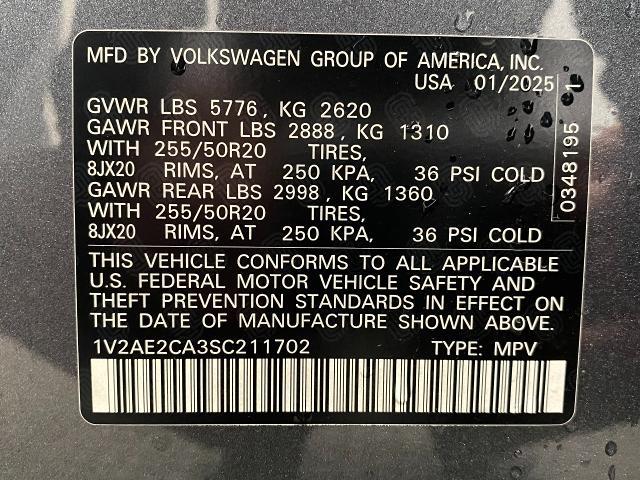 MFD BY VOLKSWAGEN GROUP OF AMERICA, INC.
USA 01/2025
GVWR LBS 5776, KG 2620
GAWR FRONT LBS 2888, KG 1310
WITH 255/50R20 TIRES,
8JX20 RIMS, AT 250 KPA, 36 PSI COLD
GAWR REAR LBS 2998, KG 1360
WITH 255/50R20 TIRES,
8JX20 RIMS, AT 250 KPA, 36 PSI COLD
0348195 1
THIS VEHICLE CONFORMS TO ALL APPLICABLE
U.S. FEDERAL MOTOR VEHICLE SAFETY AND
THEFT PREVENTION STANDARDS IN EFFECT ON
THE DATE OF MANUFACTURE SHOWN ABOVE.
1V2AE2CA3SC211702 TYPE: MPV